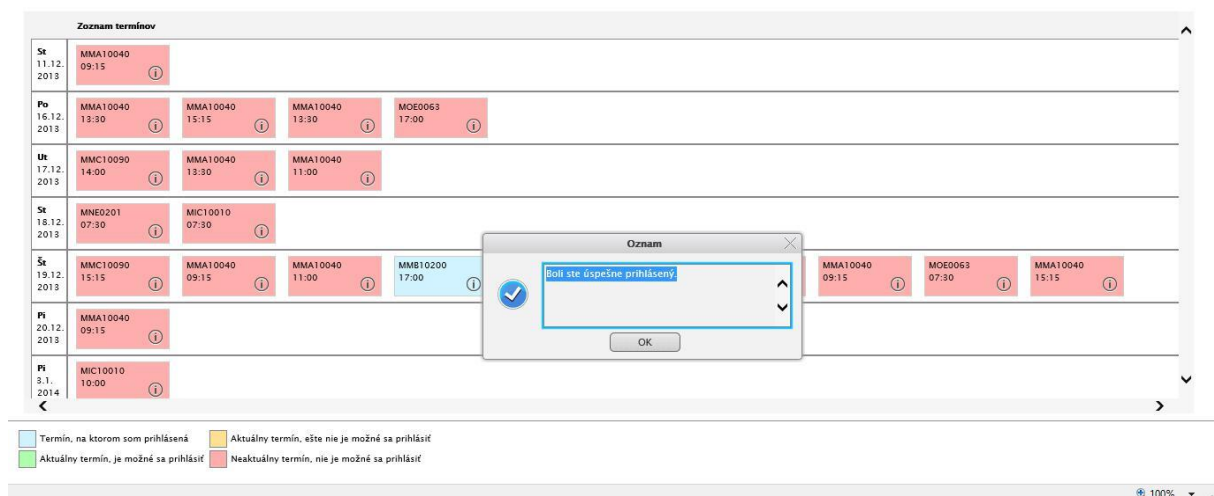 Zoznam termínov
St
11.12.
2013
MMA10040
09:15
Po
16.12.
2013
MMA10040
13:30
MMA10040
15:15
MMA10040
13:30
MOE0063
17:00
Ut
17.12.
2013
MMC10090
14:00
MMA10040
13:30
MMA10040
11:00
St
18.12.
2013
MNE0201
07:30
MIC10010
07:30
Št
19.12.
2013
MMC10090
15:15
MMA10040
09:15
MMA10040
11:00
MMB10200
17:00
MMA10040
09:15
MOE0063
07:30
MMA10040
15:15
Oznam
Boli ste úspešne prihlásený.
OK
Pi
20.12.
2013
MMA10040
09:15
Pi
3.1.
2014
MIC10010
10:00
Termín, na ktorom som prihlásená
Aktuálny termín, ešte nie je možné sa prihlásiť
Aktuálny termín, je možné sa prihlásiť
Neaktuálny termín, nie je možné sa prihlásiť
100%